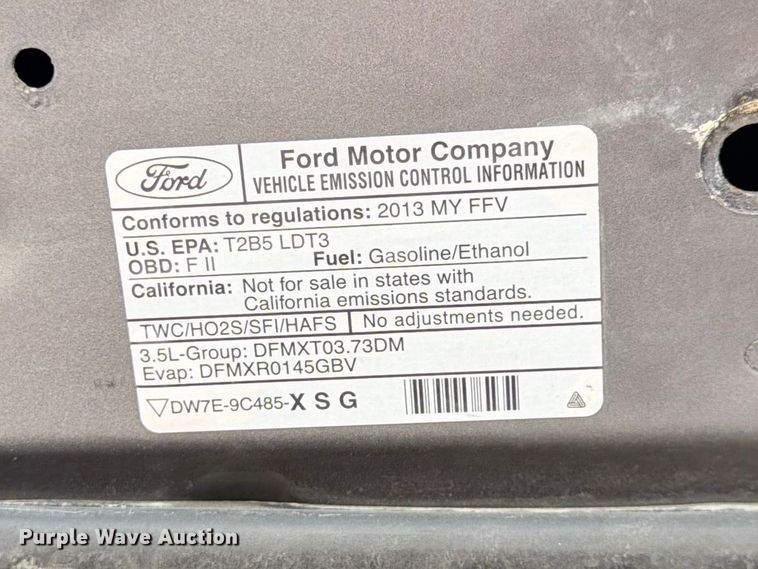 Ford
Ford Motor Company
VEHICLE EMISSION CONTROL INFORMATION
Conforms to regulations: 2013 MY FFV
U.S. EPA: T2B5 LDT3
OBD: F II Fuel: Gasoline/Ethanol
California: Not for sale in states with
California emissions standards.
TWC/HO2S/SFI/HAFS No adjustments needed.
3.5L-Group: DFMXT03.73DM
Evap: DFMXR0145GBV
DW7E-9C485-X S G
Purple Wave Auction